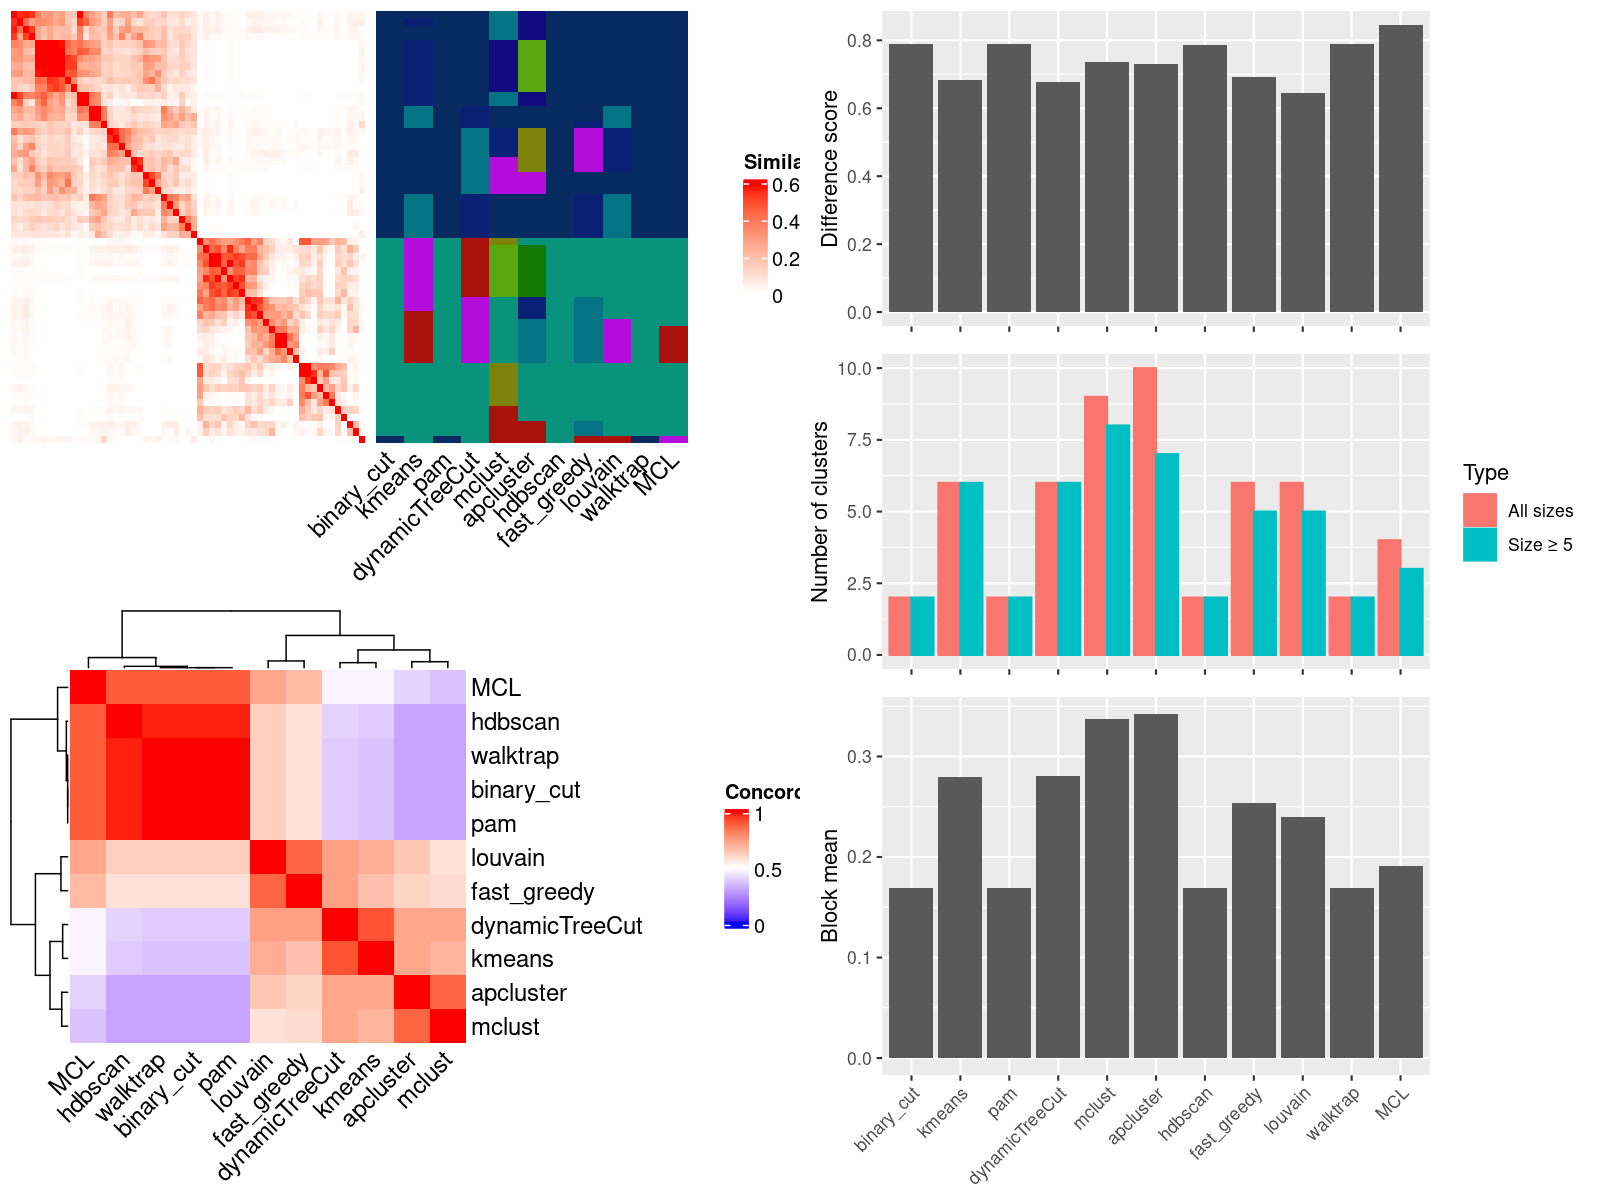 Simila
0.6
0.4
0.2
0
binary_cut
kmeans
pam
dynamicTreeCut
mclust
apcluster
hdbscan
fast_greedy
louvain
walktrap
MCL
Difference score
0.8
0.6
0.4
0.2
0.0
Number of clusters
10.0
7.5
5.0
2.5
0.0
Type
All sizes
Size ≥ 5
MCL
hdbscan
walktrap
binary_cut
pam
louvain
fast_greedy
dynamicTreeCut
kmeans
apcluster
mclust
MCL
hdbscan
walktrap
binary_cut
pam
louvain
fast_greedy
dynamicTreeCut
kmeans
apcluster
mclust
Concord
1
0.5
0
Block mean
0.3
0.2
0.1
0.0
binary_cut
kmeans
pam
dynamicTreeCut
mclust
apcluster
hdbscan
fast_greedy
louvain
walktrap
MCL